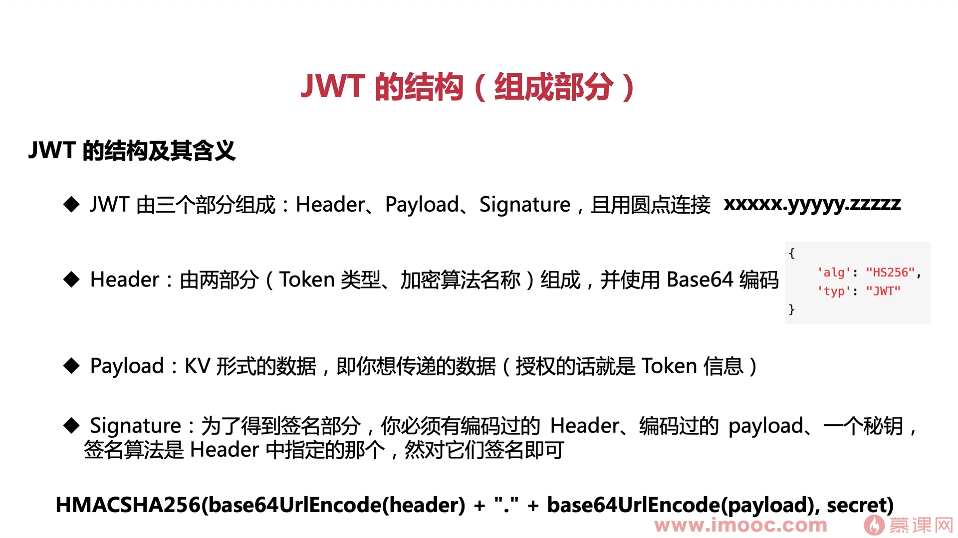 JWT 的结构（组成部分）
JWT 的结构及其含义
◆ JWT 由三个部分组成：Header、Payload、Signature，且用圆点连接 xxxxx.yyyyy.zzzzz
{
'alg': "HS256",
◆ Header：由两部分（Token 类型、加密算法名称）组成，并使用 Base64 编码
'typ': "JWT"
}
◆ Payload：KV 形式的数据，即你想传递的数据（授权的话就是 Token 信息）
◆ Signature：为了得到签名部分，你必须有编码过的 Header、编码过的 payload、一个秘钥，
签名算法是 Header 中指定的那个，然对它们签名即可
HMACSHA256(base64UrlEncode(header) + "." + base64UrlEncode(payload), secret)
www.imooc.com 慕课网